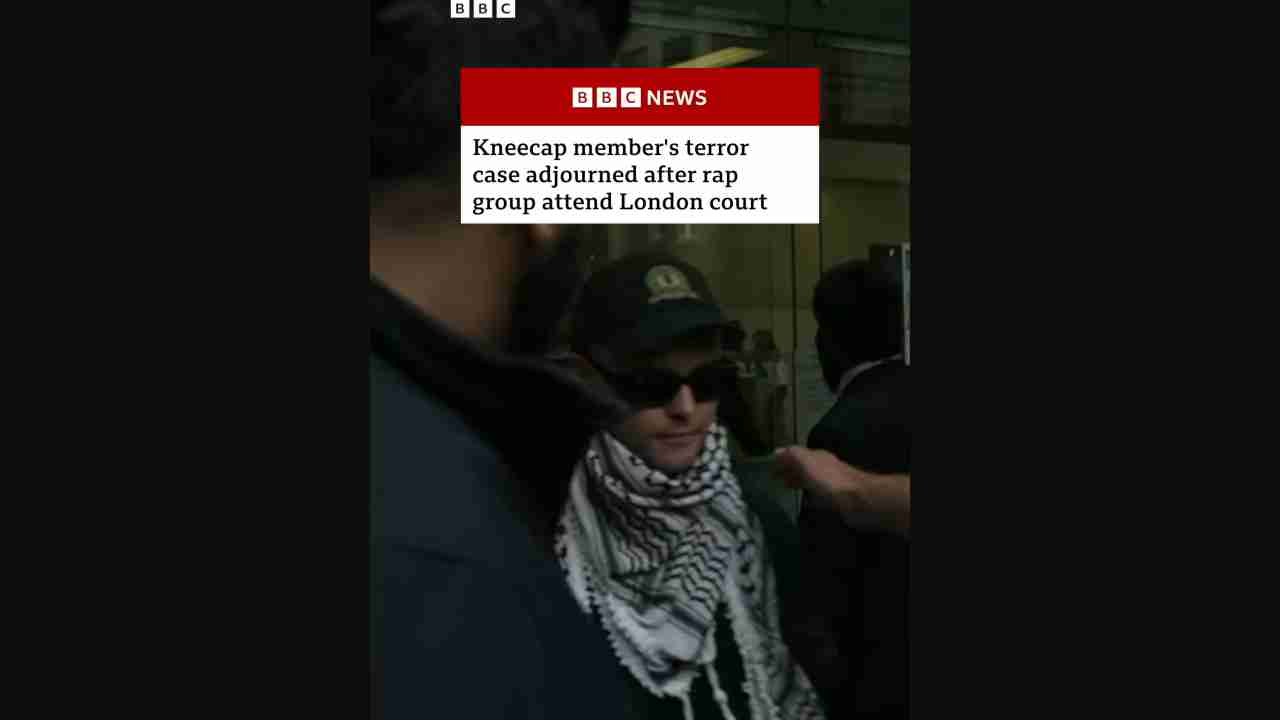 BBC
BBC NEWS
Kneecap member's terror
case adjourned after rap
group attend London court